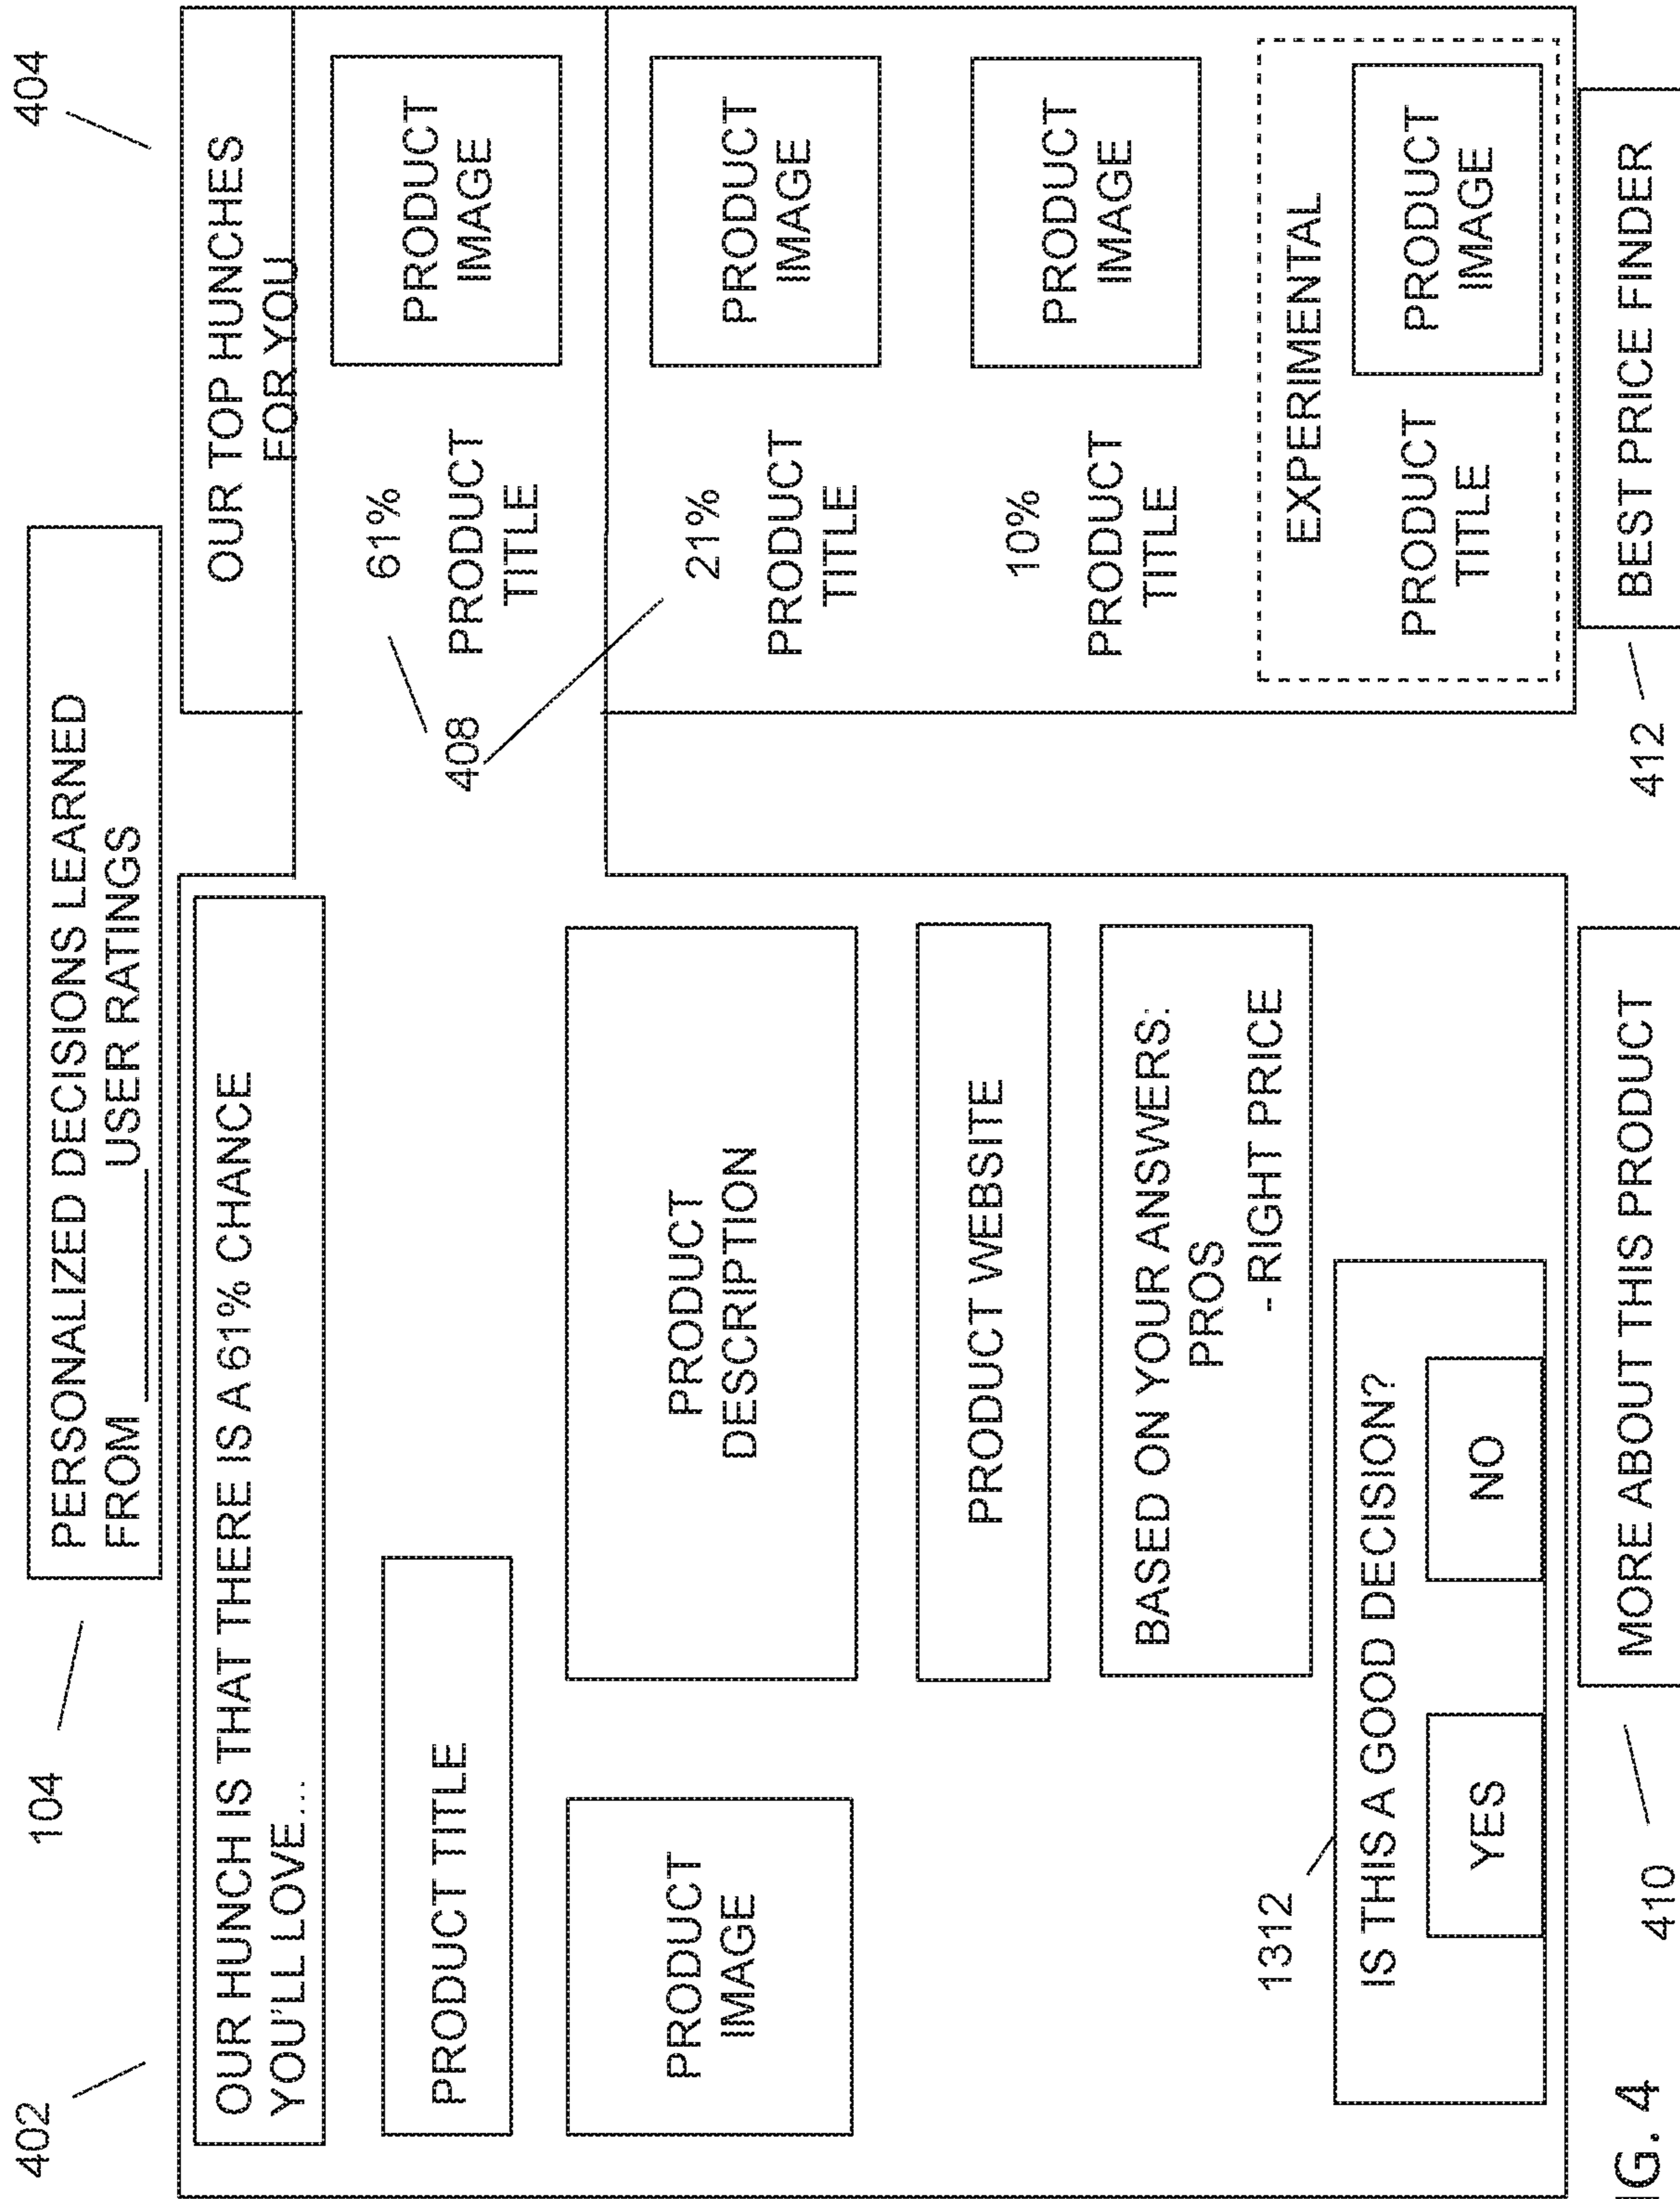 104
PERSONALIZED DECISIONS LEARNED
FROM ________ USER RATINGS
402
404
OUR HUNCH IS THAT THERE IS A 61% CHANCE
YOU'LL LOVE...
PRODUCT TITLE
PRODUCT
IMAGE
PRODUCT
DESCRIPTION
PRODUCT WEBSITE
BASED ON YOUR ANSWERS:
PROS
- RIGHT PRICE
1312
IS THIS A GOOD DECISION?
YES
NO
OUR TOP HUNCHES
FOR YOU
408
61%
PRODUCT
TITLE
PRODUCT
IMAGE
21%
PRODUCT
TITLE
PRODUCT
IMAGE
10%
PRODUCT
TITLE
PRODUCT
IMAGE
EXPERIMENTAL
PRODUCT
TITLE
PRODUCT
IMAGE
410
MORE ABOUT THIS PRODUCT
412
BEST PRICE FINDER
IG. 4